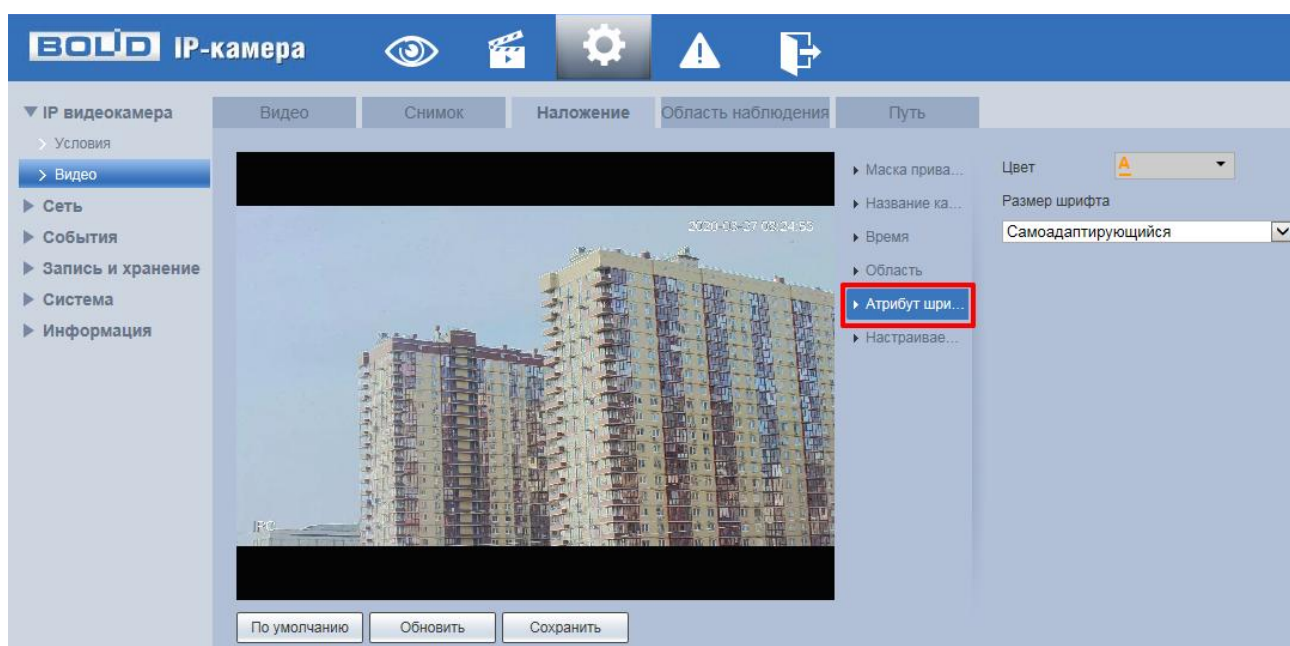 BOLID IP-камера
IP видеокамера
Условия
Видео
Сеть
События
Запись и хранение
Система
Информация
Видео
Снимок
Наложение
Область наблюдения
Путь
IPC
По умолчанию
Обновить
Сохранить
Маска прива...
Название ка...
Время
Область
Атрибут шри...
Настраивае...
Цвет
A
Размер шрифта
Самоадаптирующийся